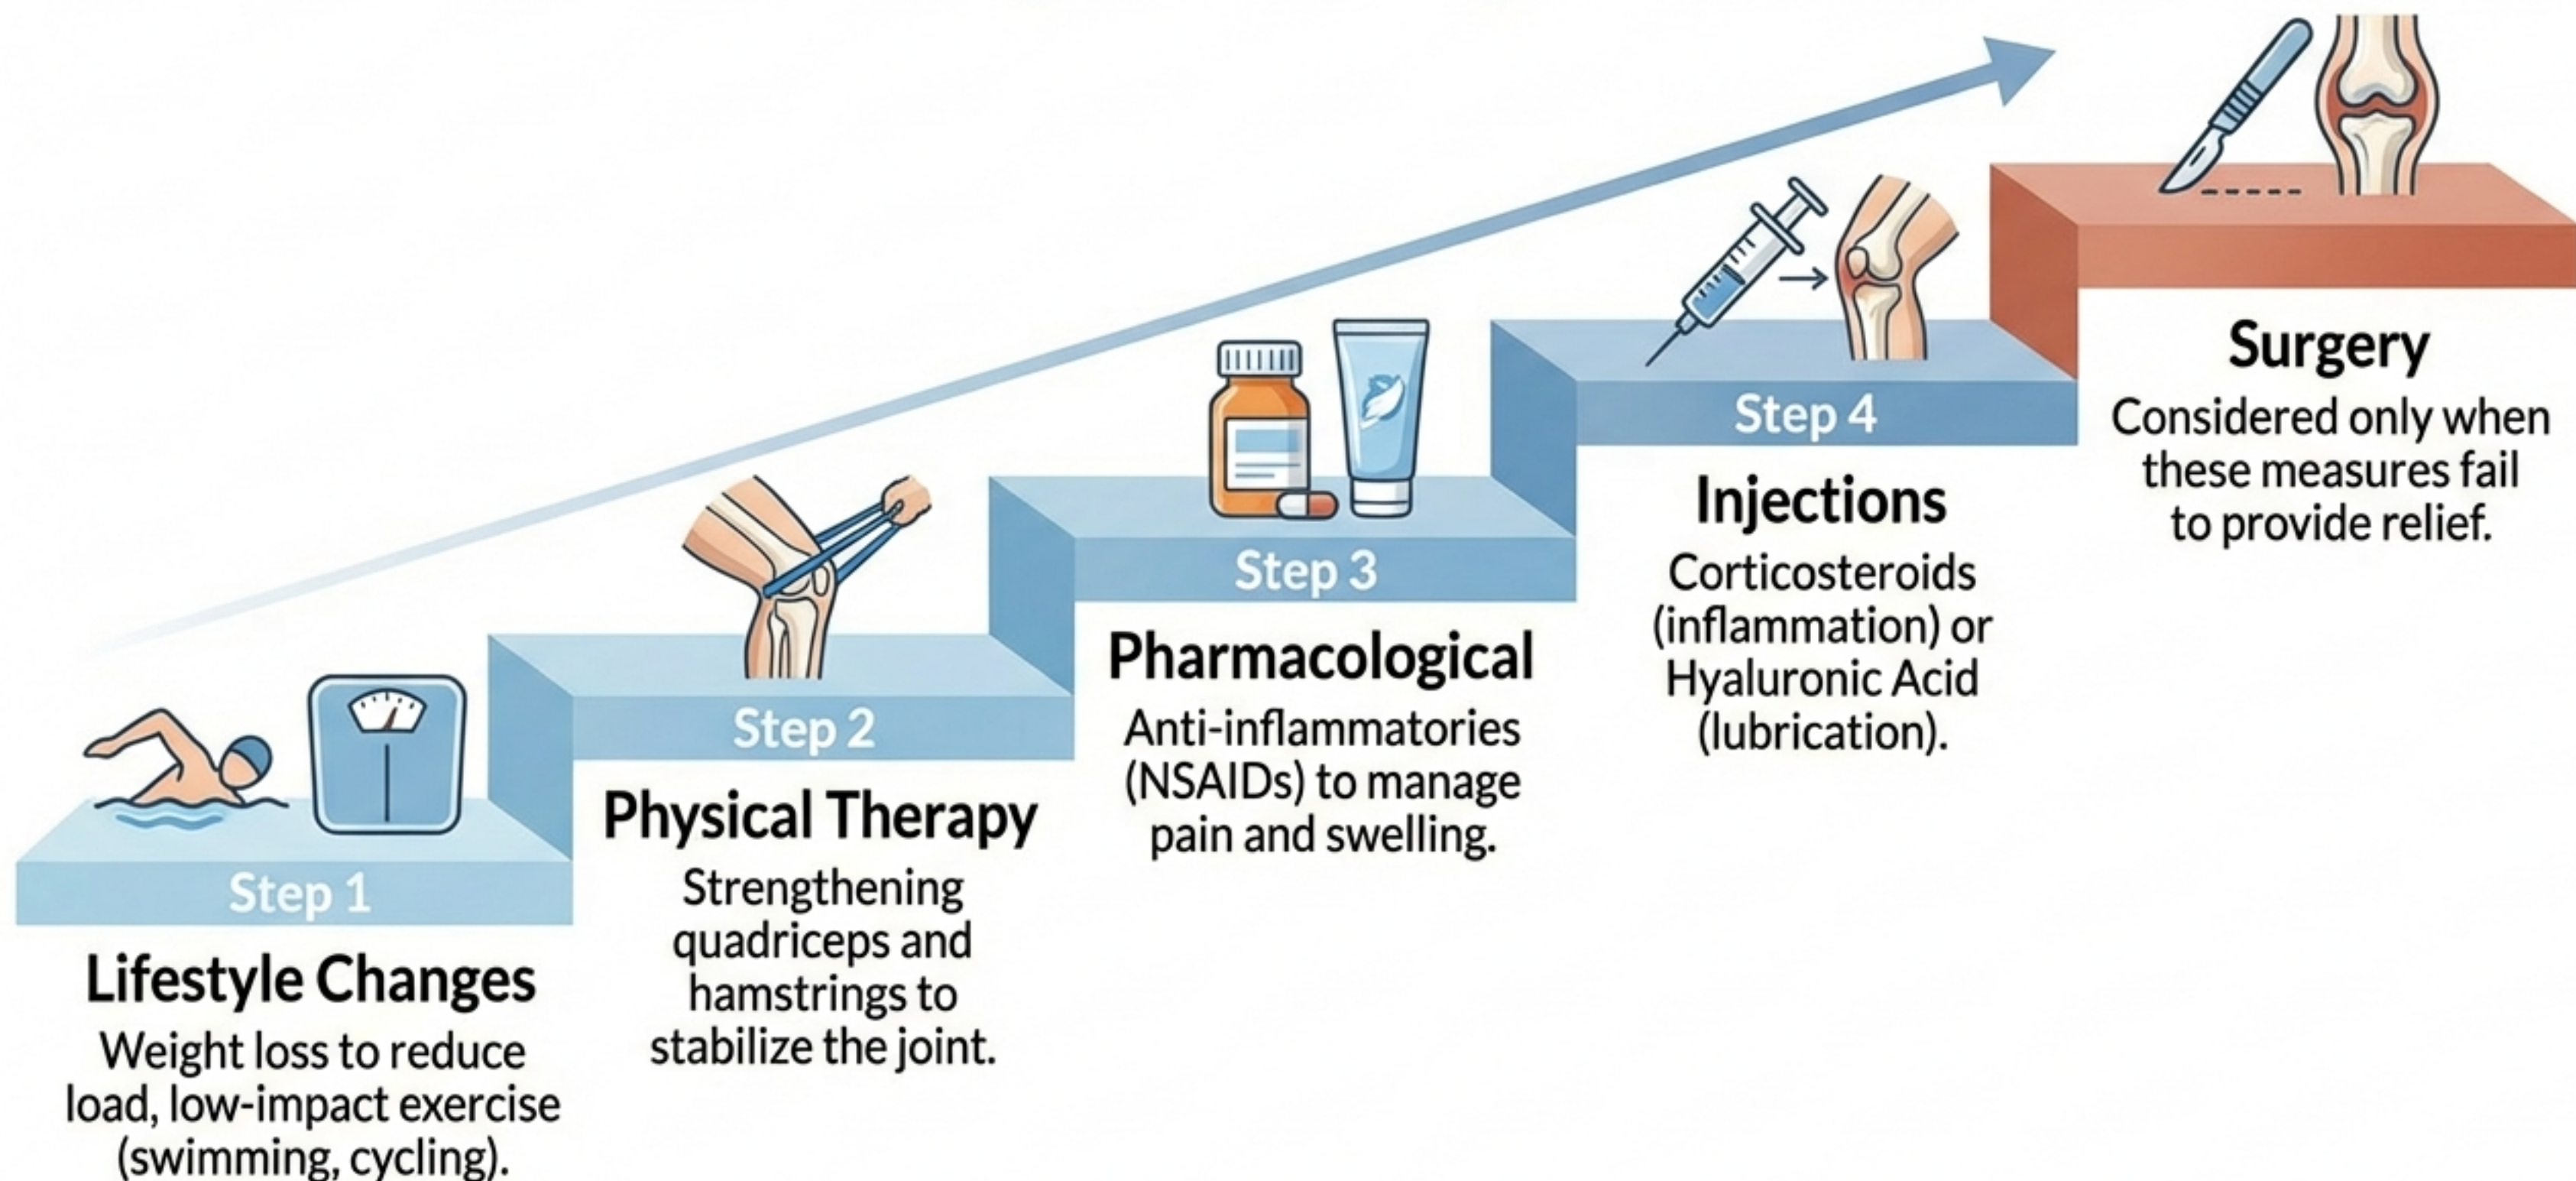 Step 1
Lifestyle Changes
Weight loss to reduce
load, low-impact exercise
(swimming, cycling).
Step 2
Physical Therapy
Strengthening
quadriceps and
hamstrings to
stabilize the joint.
Step 3
Pharmacological
Anti-inflammatories
(NSAIDs) to manage
pain and swelling.
Step 4
Injections
Corticosteroids
(inflammation) or
Hyaluronic Acid
(lubrication).
Surgery
Considered only when
these measures fail
to provide relief.